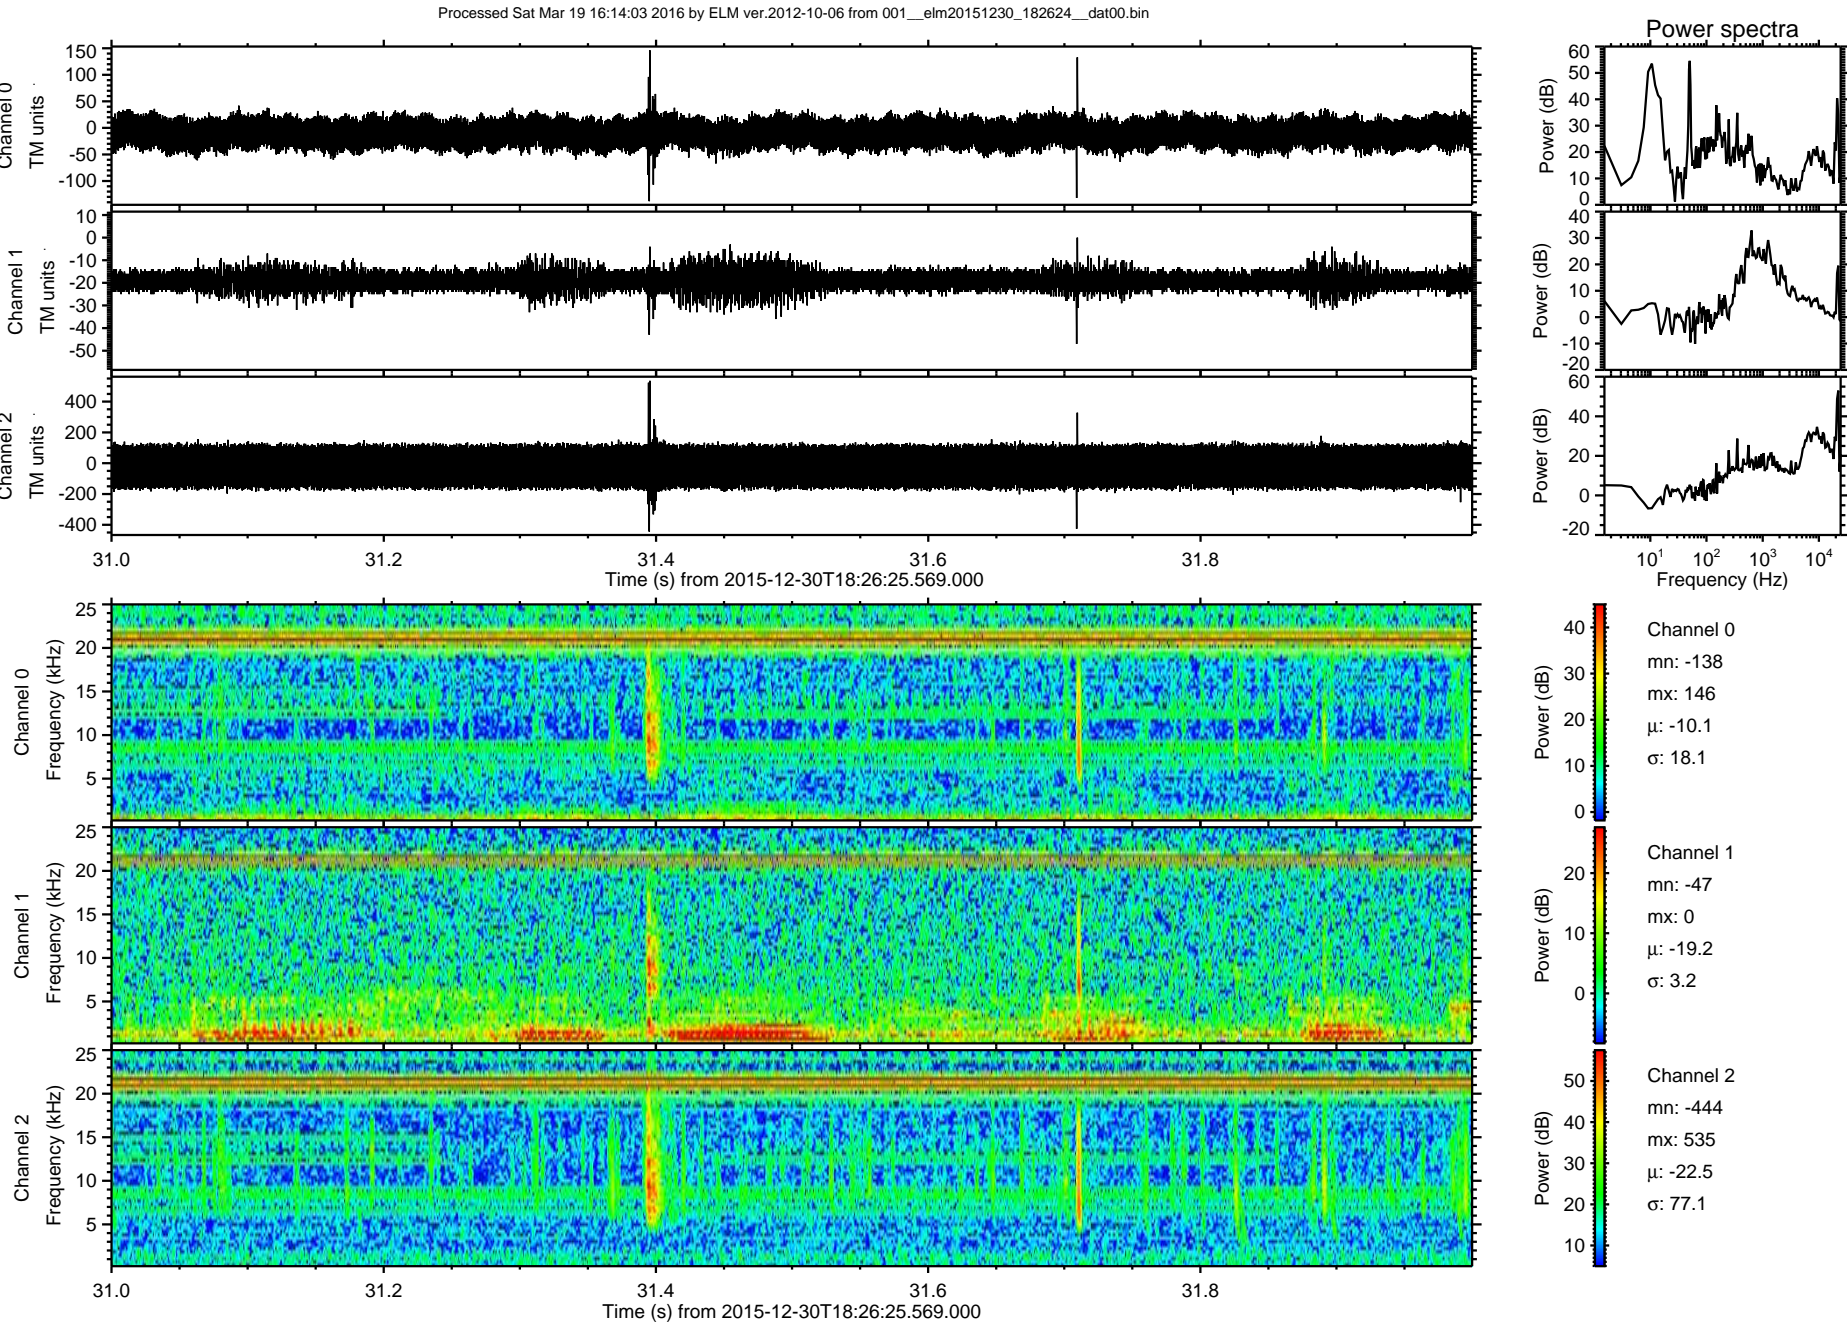 Processed Sat Mar 19 16:14:03 2016 by ELM ver.2012-10-06 from 001__elm20151230_182624__dat00.bin
Power spectra
Channel 0
TM units
150
100
50
0
-50
-100
Power (dB)
60
50
40
30
20
10
0
Channel 1
TM units
10
0
-10
-20
-30
-40
-50
Power (dB)
40
30
20
10
0
-10
-20
Channel 2
TM units
400
200
0
-200
-400
Power (dB)
60
40
20
0
-20
31.0 31.2 31.4 31.6 31.8
Time (s) from 2015-12-30T18:26:25.569.000
10¹ 10² 10³ 10⁴
Frequency (Hz)
Channel 0
Frequency (kHz)
25
20
15
10
5
Power (dB)
40
30
20
10
0
Channel 0
mn: -138
mx: 146
μ: -10.1
σ: 18.1
Channel 1
Frequency (kHz)
25
20
15
10
5
Power (dB)
20
10
0
Channel 1
mn: -47
mx: 0
μ: -19.2
σ: 3.2
Channel 2
Frequency (kHz)
25
20
15
10
5
Power (dB)
50
40
30
20
10
Channel 2
mn: -444
mx: 535
μ: -22.5
σ: 77.1
31.0 31.2 31.4 31.6 31.8
Time (s) from 2015-12-30T18:26:25.569.000